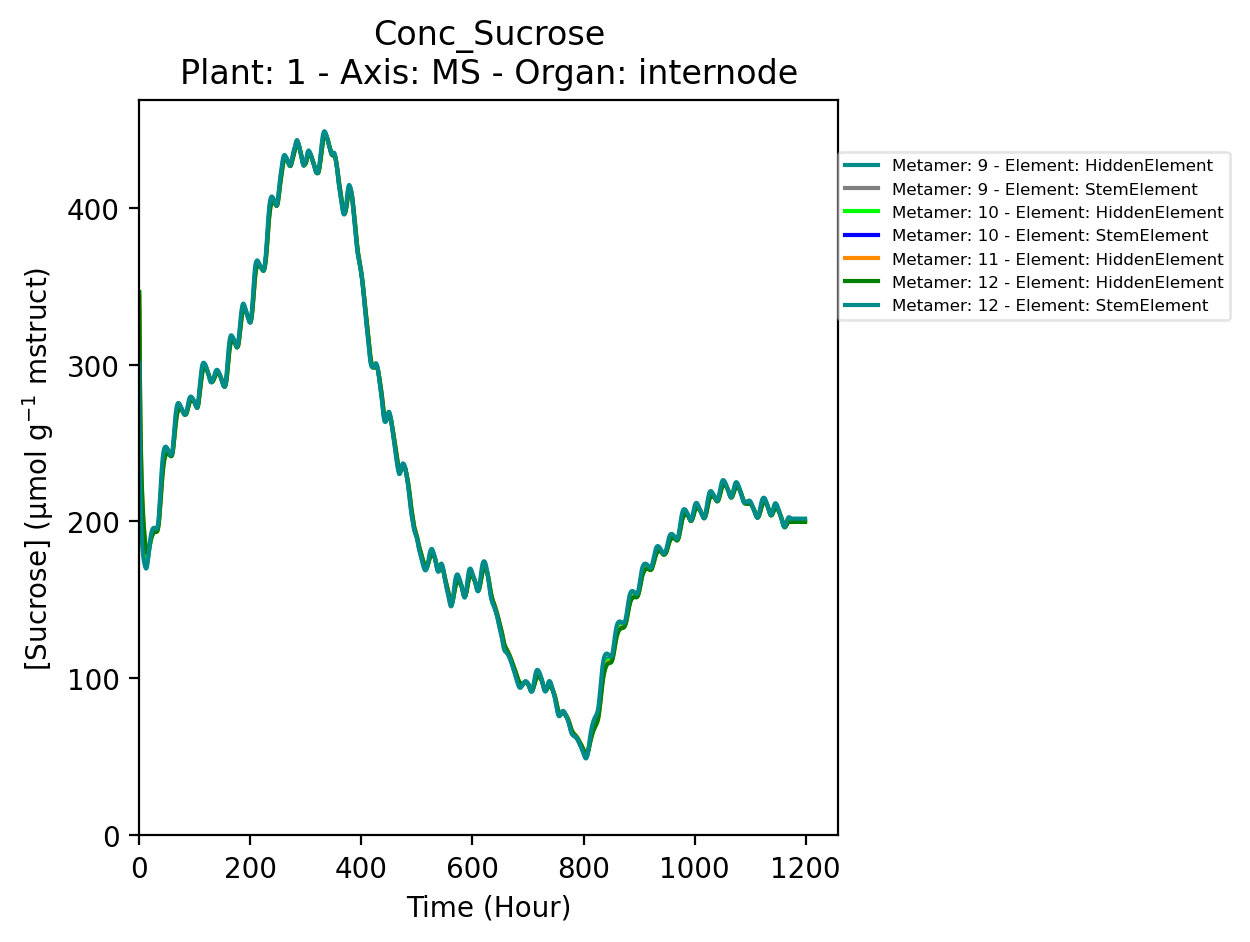 Conc_Sucrose
Plant: 1 - Axis: MS - Organ: internode
[Sucrose] (µmol g⁻¹ mstruct)
400
300
200
100
0
0 200 400 600 800 1000 1200
Time (Hour)
Metamer: 9 - Element: HiddenElement
Metamer: 9 - Element: StemElement
Metamer: 10 - Element: HiddenElement
Metamer: 10 - Element: StemElement
Metamer: 11 - Element: HiddenElement
Metamer: 12 - Element: HiddenElement
Metamer: 12 - Element: StemElement